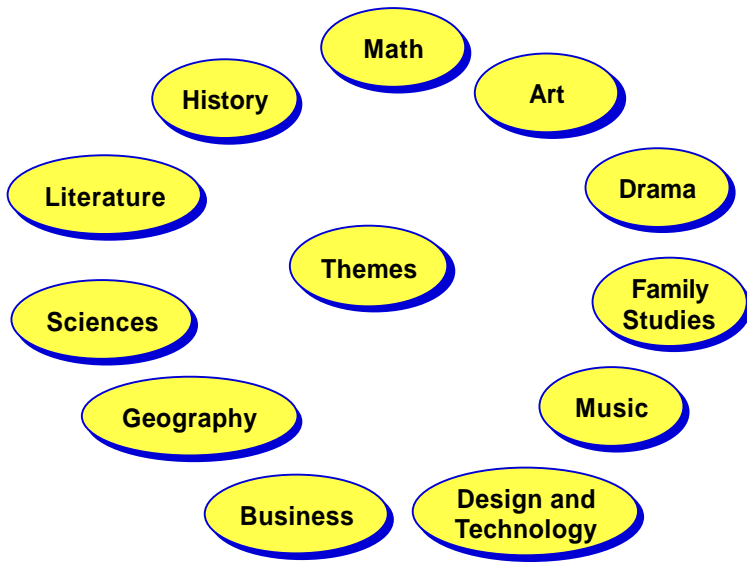 Math
History
Art
Literature
Drama
Themes
Sciences
Family
Studies
Geography
Music
Business
Design and
Technology